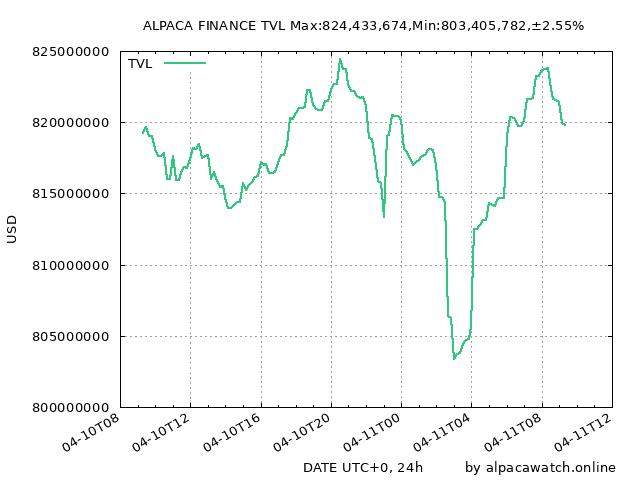 ALPACA FINANCE TVL Max:824,433,674,Min:803,405,782,±2.55%
TVL
825000000
820000000
815000000
810000000
805000000
800000000
USD
04-10T08
04-10T12
04-10T16
04-10T20
04-11T00
04-11T04
04-11T08
04-11T12
DATE UTC+0, 24h
by alpacawatch.online